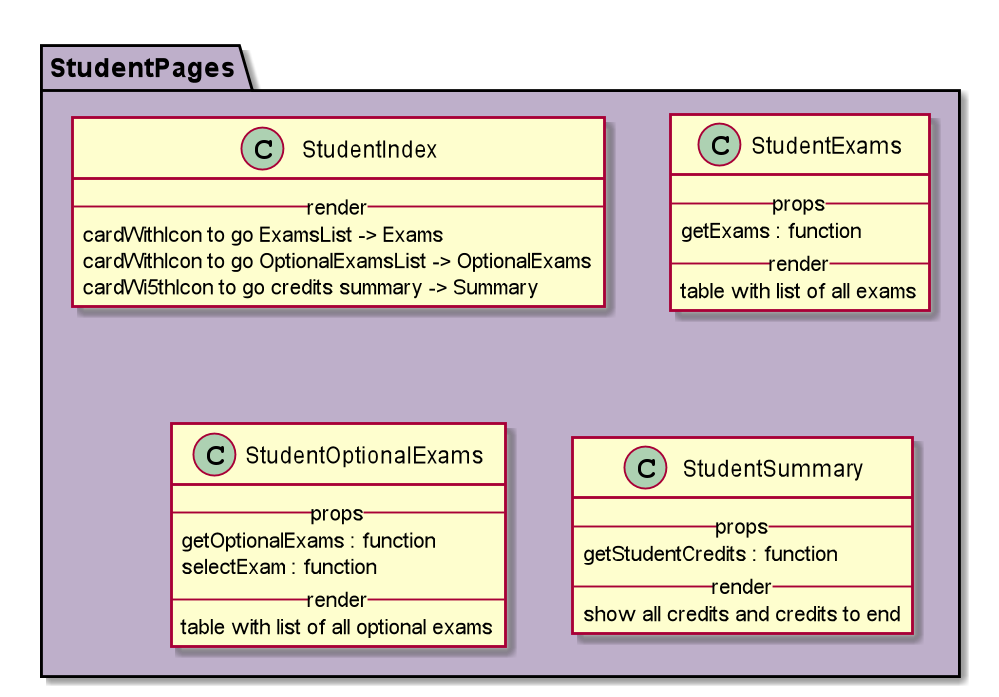 StudentPages
C StudentIndex
render
cardWithIcon to go ExamsList -> Exams
cardWithIcon to go OptionalExamsList -> OptionalExams
cardWi5thIcon to go credits summary -> Summary
C StudentExams
props
getExams : function
render
table with list of all exams
C StudentOptionalExams
props
getOptionalExams : function
selectExam : function
render
table with list of all optional exams
C StudentSummary
props
getStudentCredits : function
render
show all credits and credits to end